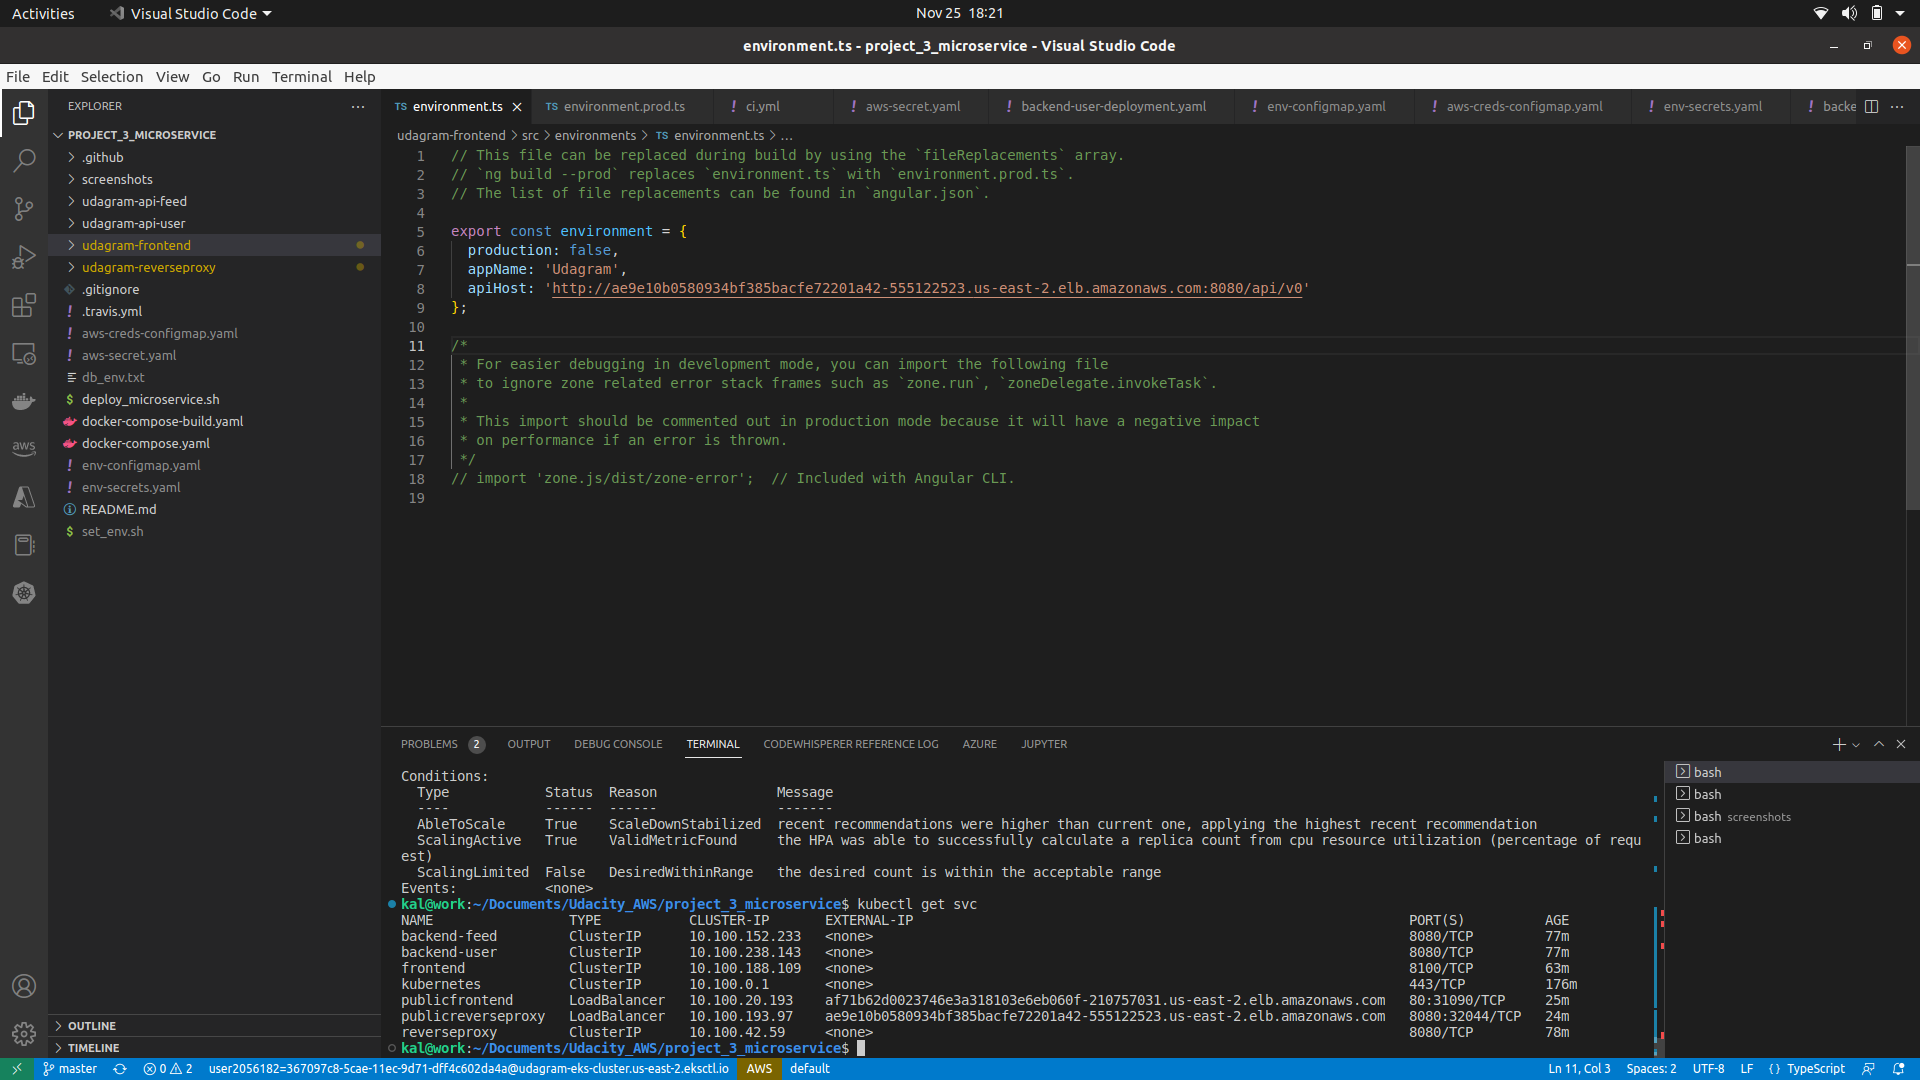 Activities
Visual Studio Code
Nov 25 18:21
environment.ts - project_3_microservice - Visual Studio Code
File Edit Selection View Go Run Terminal Help
EXPLORER
PROJECT_3_MICROSERVICE
.github
screenshots
udagram-api-feed
udagram-api-user
udagram-frontend
udagram-reverseproxy
.gitignore
.travis.yml
aws-creds-configmap.yaml
aws-secret.yaml
db_env.txt
deploy_microservice.sh
docker-compose-build.yaml
docker-compose.yaml
env-configmap.yaml
env-secrets.yaml
README.md
set_env.sh
OUTLINE
TIMELINE
aws
TS environment.ts
TS environment.prod.ts
! ci.yml
! aws-secret.yaml
! backend-user-deployment.yaml
! env-configmap.yaml
! aws-creds-configmap.yaml
! env-secrets.yaml
! backe
udagram-frontend > src > environments > TS environment.ts > ...
1 // This file can be replaced during build by using the `fileReplacements` array.
2 // `ng build --prod` replaces `environment.ts` with `environment.prod.ts`.
3 // The list of file replacements can be found in `angular.json`.
4
5 export const environment = {
6 production: false,
7 appName: 'Udagram',
8 apiHost: 'http://ae9e10b0580934bf385bacfe72201a42-555122523.us-east-2.elb.amazonaws.com:8080/api/v0'
9 };
10
11 /*
12 * For easier debugging in development mode, you can import the following file
13 * to ignore zone related error stack frames such as `zone.run`, `zoneDelegate.invokeTask`.
14 *
15 * This import should be commented out in production mode because it will have a negative impact
16 * on performance if an error is thrown.
17 */
18 // import 'zone.js/dist/zone-error';  // Included with Angular CLI.
19
PROBLEMS 2 OUTPUT DEBUG CONSOLE TERMINAL CODEWHISPERER REFERENCE LOG AZURE JUPYTER
Conditions:
Type Status Reason Message
---- ------ ------ -------
AbleToScale True ScaleDownStabilized recent recommendations were higher than current one, applying the highest recent recommendation
ScalingActive True ValidMetricFound the HPA was able to successfully calculate a replica count from cpu resource utilization (percentage of requ
est)
ScalingLimited False DesiredWithinRange the desired count is within the acceptable range
Events: <none>
kal@work:~/Documents/Udacity_AWS/project_3_microservice$ kubectl get svc
NAME TYPE CLUSTER-IP EXTERNAL-IP PORT(S) AGE
backend-feed ClusterIP 10.100.152.233 <none> 8080/TCP 77m
backend-user ClusterIP 10.100.238.143 <none> 8080/TCP 77m
frontend ClusterIP 10.100.188.109 <none> 8100/TCP 63m
kubernetes ClusterIP 10.100.0.1 <none> 443/TCP 176m
publicfrontend LoadBalancer 10.100.20.193 af71b62d0023746e3a318103e6eb060f-210757031.us-east-2.elb.amazonaws.com 80:31090/TCP 25m
publicreverseproxy LoadBalancer 10.100.193.97 ae9e10b0580934bf385bacfe72201a42-555122523.us-east-2.elb.amazonaws.com 8080:32044/TCP 24m
reverseproxy ClusterIP 10.100.42.59 <none> 8080/TCP 78m
kal@work:~/Documents/Udacity_AWS/project_3_microservice$
bash
bash
bash screenshots
bash
master
0 2
user2056182=367097c8-5cae-11ec-9d71-dff4c602da4a@udagram-eks-cluster.us-east-2.eksctl.io
AWS
default
Ln 11, Col 3
Spaces: 2
UTF-8
LF
{} TypeScript